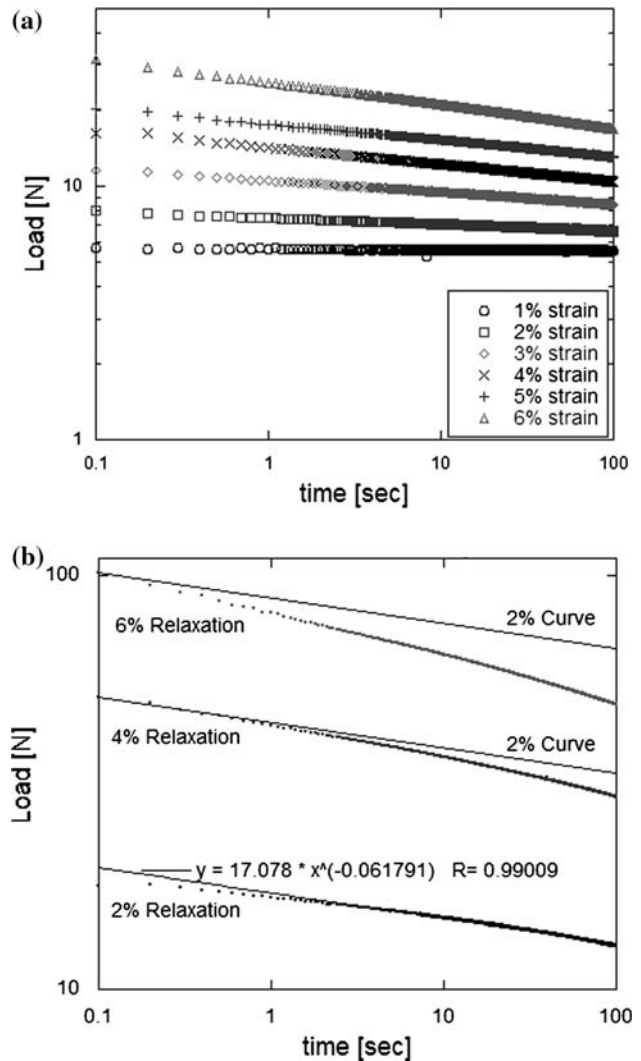 (a)
Load [N]
10
1
1% strain
2% strain
3% strain
4% strain
5% strain
6% strain
0.1
1
10
100
time [sec]
(b)
Load [N]
100
2% Curve
6% Relaxation
2% Curve
4% Relaxation
y = 17.078 * x^(-0.061791) R= 0.99009
2% Relaxation
10
0.1
1
10
100
time [sec]